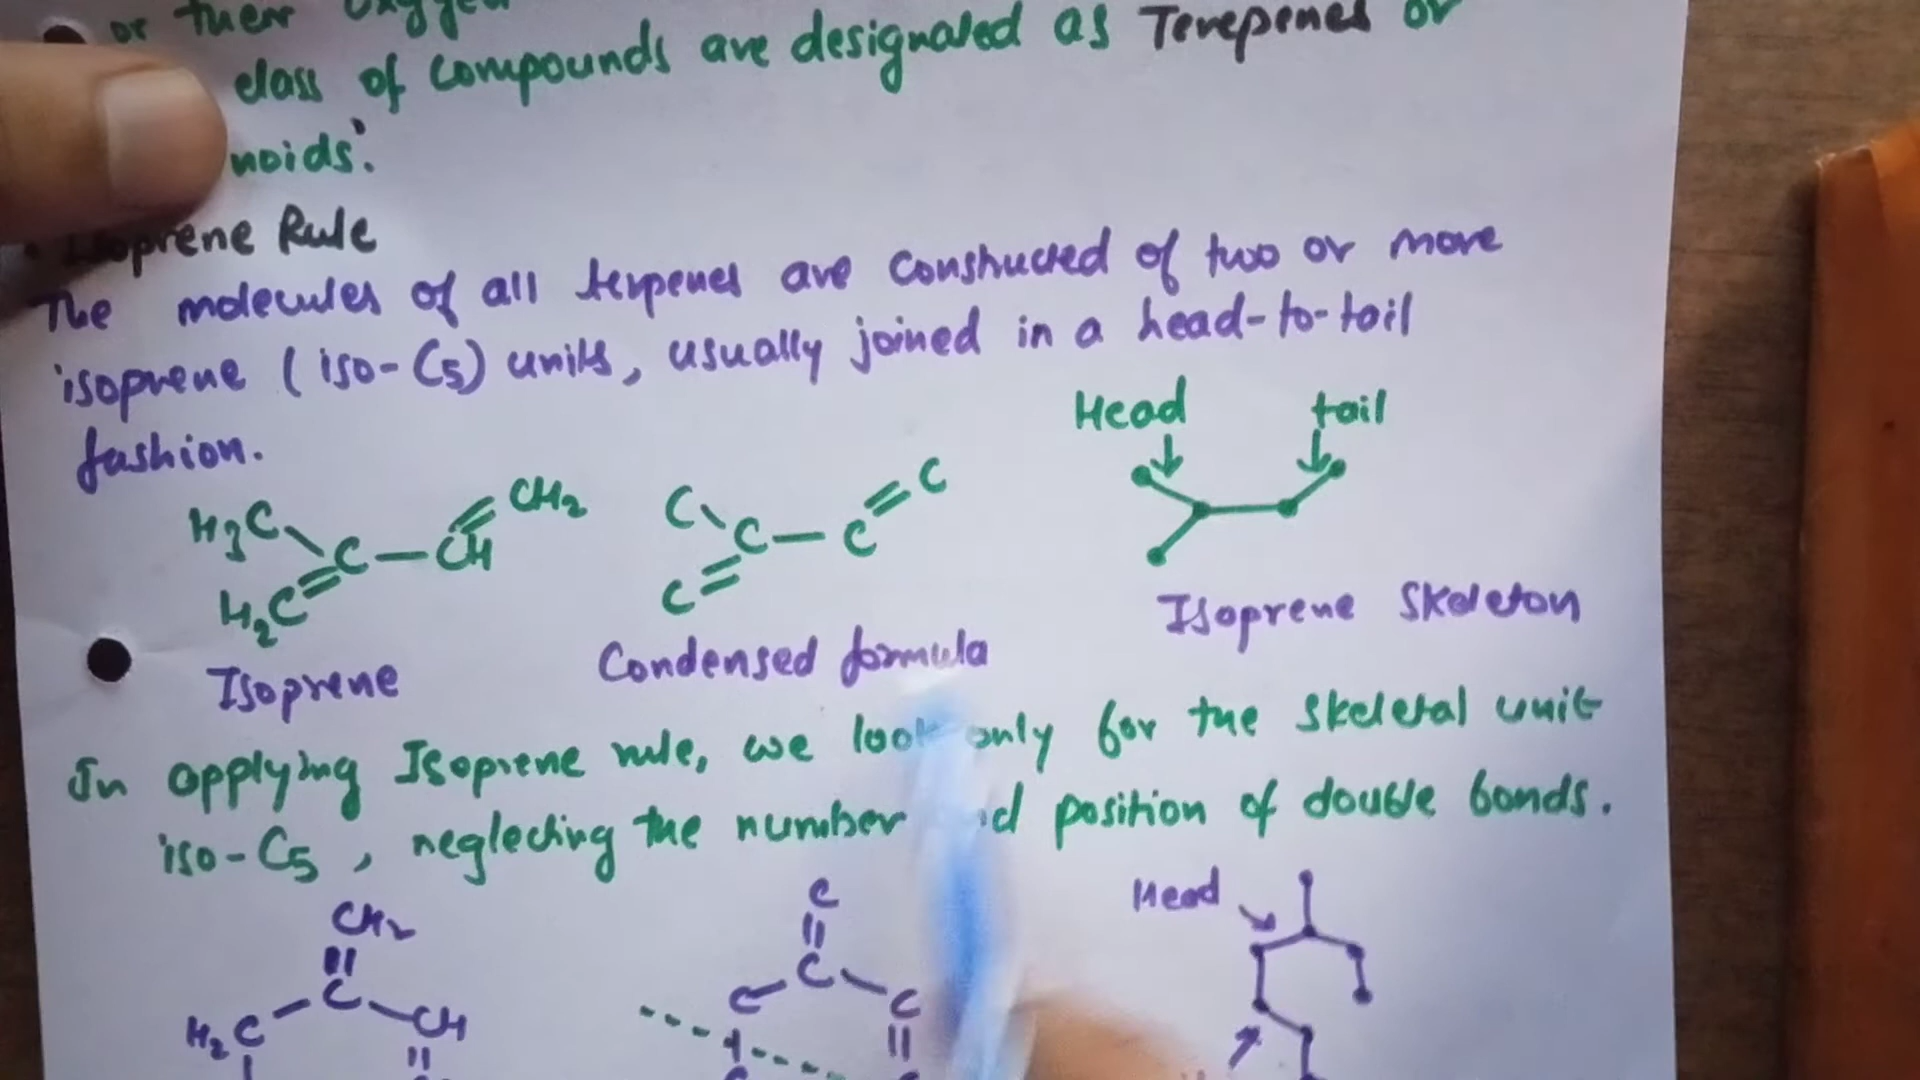 or their
class of compounds are designated as Terepenes or
noids.
Isoprene Rule
The molecules of all terpenes are constructed of two or more
isoprene (iso-C5) units, usually joined in a head-to-tail
fashion.
Head tail
H3C C CH CH2
H2C
C C C C
C
Isoprene Condensed formula Isoprene Skeleton
In applying Isoprene rule, we look only for the skeletal unit
iso-C5, neglecting the number position of double bonds.
CH2 C Head
C C
H2C CH C C